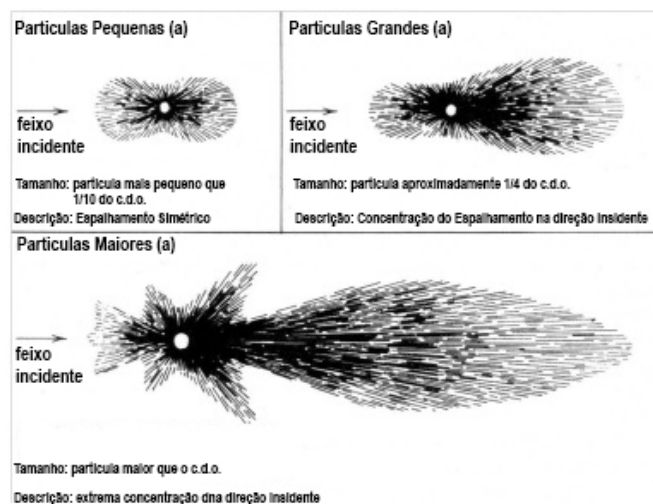 Particulas Pequenas (a)
feixo
incidente
Tamanho: particula mais pequeno que
1/10 do c.d.o.
Descrição: Espalhamento Simétrico
Particulas Grandes (a)
feixo
incidente
Tamanho: particula aproximadamente 1/4 do c.d.o.
Descrição: Concentração do Espalhamento na direção insidente
Particulas Maiores (a)
feixo
incidente
Tamanho: particula maior que o c.d.o.
Descrição: extrema concentração dna direção insidente